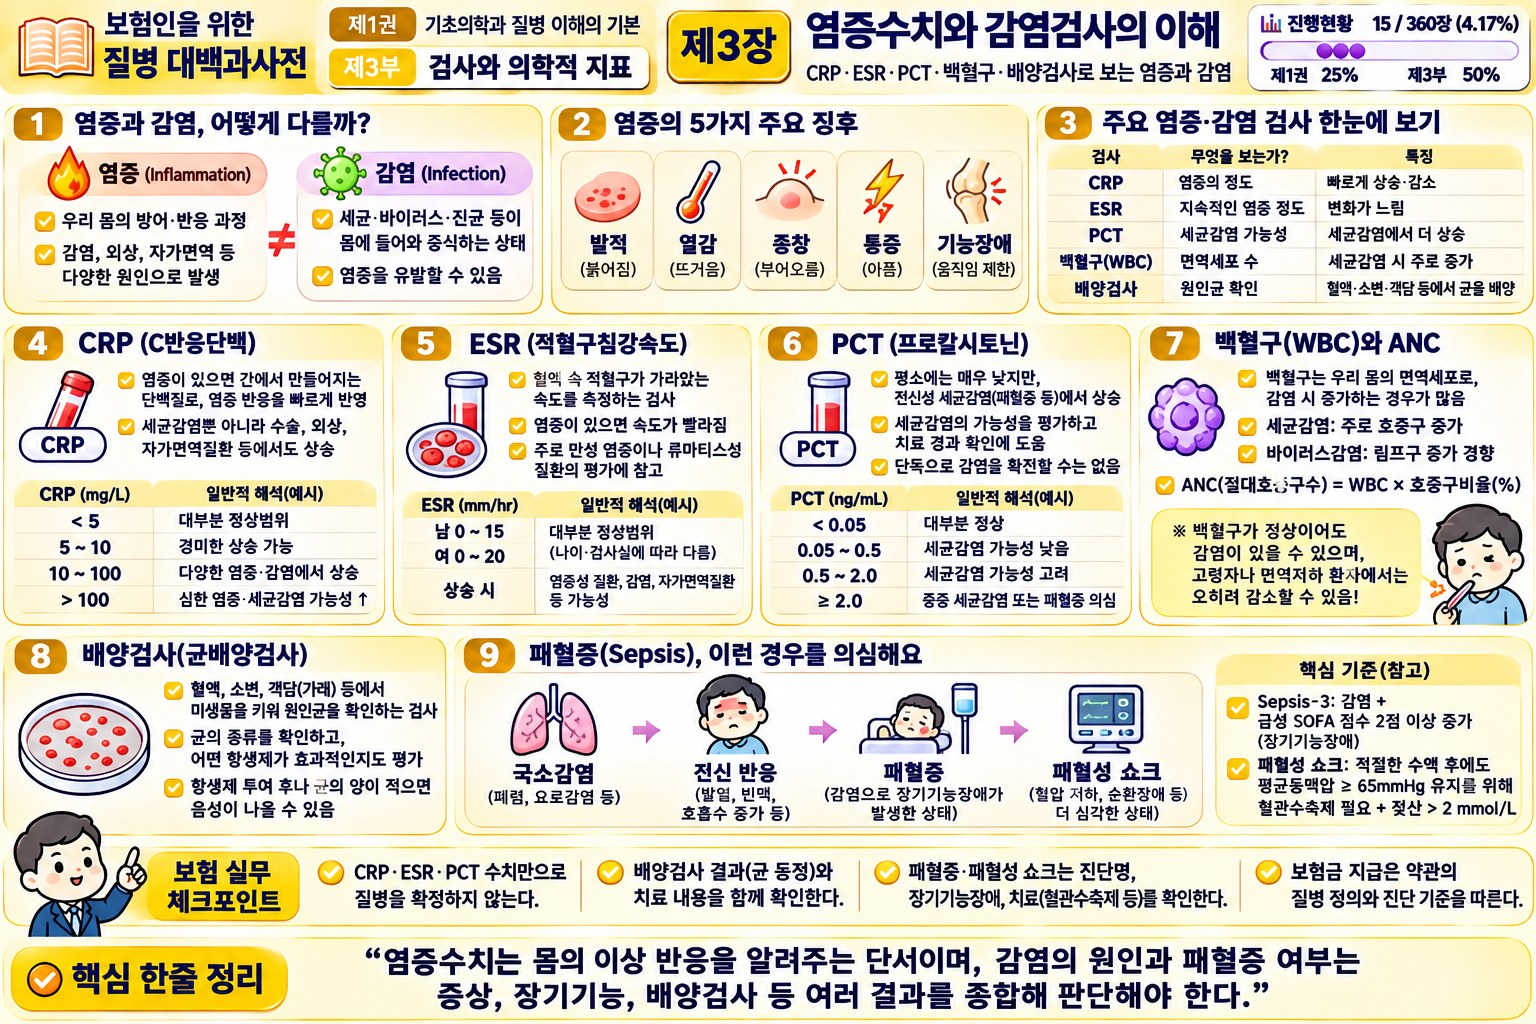 보험인을 위한
질병 대백과사전
제1권 기초의학과 질병 이해의 기본
제3부 검사와 의학적 지표
제3장
염증수치와 감염검사의 이해
CRP·ESR·PCT·백혈구·배양검사로 보는 염증과 감염
진행현황 15 / 360장 (4.17%)
제1권 25% 제3부 50%
1 염증과 감염, 어떻게 다를까?
염증 (Inflammation)
우리 몸의 방어·반응 과정
감염, 외상, 자가면역 등
다양한 원인으로 발생
≠
감염 (Infection)
세균·바이러스·진균 등이
몸에 들어와 증식하는 상태
염증을 유발할 수 있음
2 염증의 5가지 주요 징후
발적
(붉어짐)
열감
(뜨거움)
종창
(부어오름)
통증
(아픔)
기능장애
(움직임 제한)
3 주요 염증·감염 검사 한눈에 보기
검사 무엇을 보는가? 특징
CRP 염증의 정도 빠르게 상승·감소
ESR 지속적인 염증 정도 변화가 느림
PCT 세균감염 가능성 세균감염에서 더 상승
백혈구(WBC) 면역세포 수 세균감염 시 주로 증가
배양검사 원인균 확인 혈액·소변·객담 등에서 균을 배양
4 CRP (C반응단백)
CRP
염증이 있으면 간에서 만들어지는
단백질로, 염증 반응을 빠르게 반영
세균감염뿐 아니라 수술, 외상,
자가면역질환 등에서도 상승
CRP (mg/L) 일반적 해석(예시)
< 5 대부분 정상범위
5 ~ 10 경미한 상승 가능
10 ~ 100 다양한 염증·감염에서 상승
> 100 심한 염증·세균감염 가능성 ↑
5 ESR (적혈구침강속도)
혈액 속 적혈구가 가라앉는
속도를 측정하는 검사
염증이 있으면 속도가 빨라짐
주로 만성 염증이나 류마티스성
질환의 평가에 참고
ESR (mm/hr) 일반적 해석(예시)
남 0 ~ 15 대부분 정상범위
여 0 ~ 20 (나이·검사실에 따라 다름)
상승 시 염증성 질환, 감염, 자가면역질환
등 가능성
6 PCT (프로칼시토닌)
PCT
평소에는 매우 낮지만,
전신성 세균감염(패혈증 등)에서 상승
세균감염의 가능성을 평가하고
치료 경과 확인에 도움
단독으로 감염을 확진할 수는 없음
PCT (ng/mL) 일반적 해석(예시)
< 0.05 대부분 정상
0.05 ~ 0.5 세균감염 가능성 낮음
0.5 ~ 2.0 세균감염 가능성 고려
≥ 2.0 중증 세균감염 또는 패혈증 의심
7 백혈구(WBC)와 ANC
백혈구는 우리 몸의 면역세포로,
감염 시 증가하는 경우가 많음
세균감염: 주로 호중구 증가
바이러스감염: 림프구 증가 경향
ANC(절대호중구수) = WBC × 호중구비율(%)
※ 백혈구가 정상이어도
감염이 있을 수 있으며,
고령자나 면역저하 환자에서는
오히려 감소할 수 있음!
8 배양검사(균배양검사)
혈액, 소변, 객담(가래) 등에서
미생물을 키워 원인균을 확인하는 검사
균의 종류를 확인하고,
어떤 항생제가 효과적인지도 평가
항생제 투여 후나 균의 양이 적으면
음성이 나올 수 있음
9 패혈증(Sepsis), 이런 경우를 의심해요
국소감염
(폐렴, 요로감염 등)
전신 반응
(발열, 빈맥,
호흡수 증가 등)
패혈증
(감염으로 장기기능장애가
발생한 상태)
패혈성 쇼크
(혈압 저하, 순환장애 등)
더 심각한 상태)
핵심 기준(참고)
Sepsis-3: 감염 +
급성 SOFA 점수 2점 이상 증가
(장기기능장애)
패혈성 쇼크: 적절한 수액 후에도
평균동맥압 ≥ 65mmHg 유지를 위해
혈관수축제 필요 + 젖산 > 2 mmol/L
보험 실무
체크포인트
CRP·ESR·PCT 수치만으로
질병을 확정하지 않는다.
배양검사 결과(균 동정)와
치료 내용을 함께 확인한다.
패혈증·패혈성 쇼크는 진단명,
장기기능장애, 치료(혈관수축제 등)를 확인한다.
보험금 지급은 약관의
질병 정의와 진단 기준을 따른다.
핵심 한줄 정리
“염증수치는 몸의 이상 반응을 알려주는 단서이며, 감염의 원인과 패혈증 여부는
증상, 장기기능, 배양검사 등 여러 결과를 종합해 판단해야 한다.”